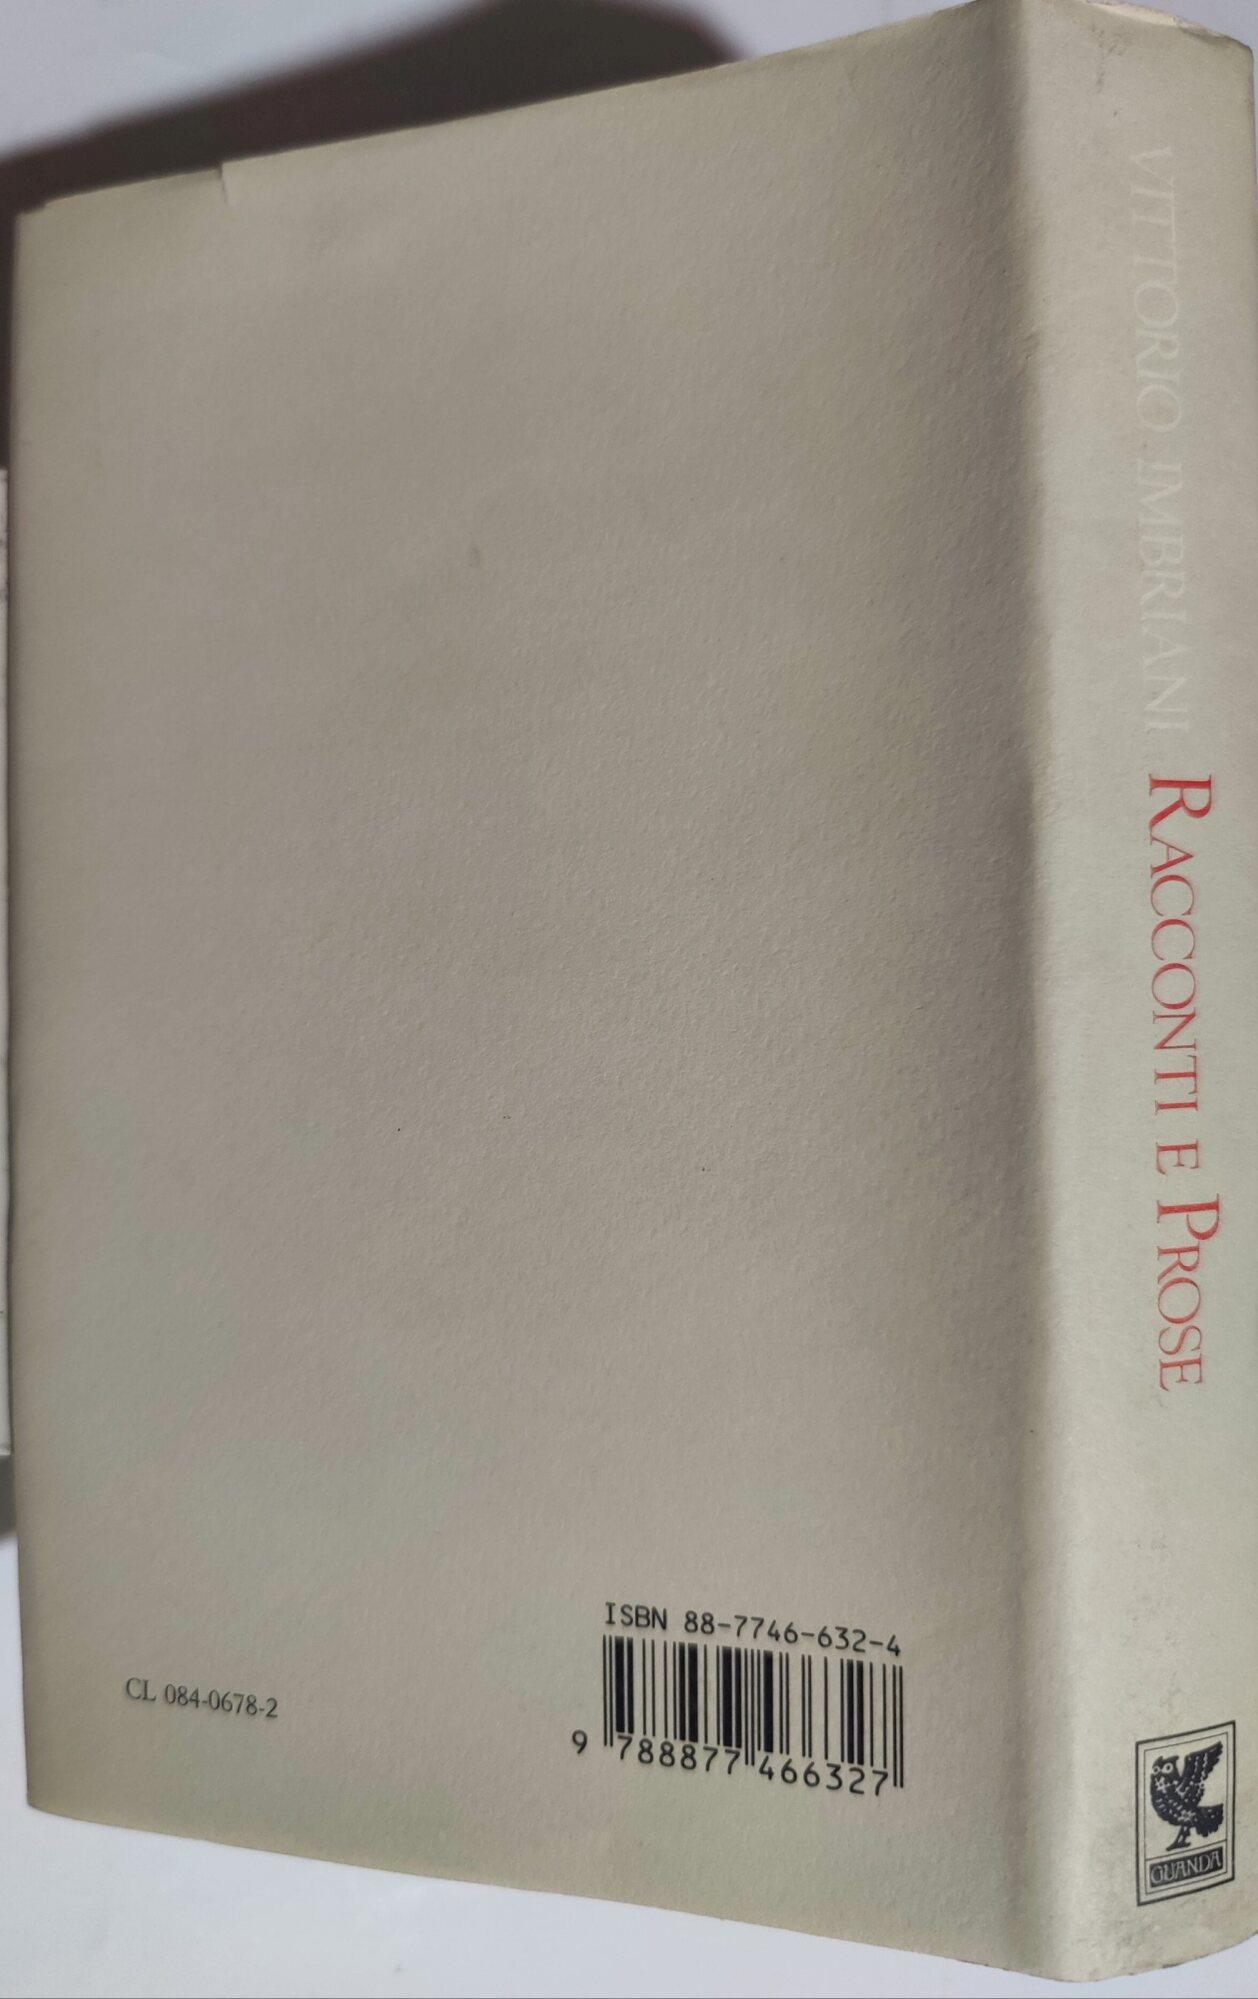 VITTORIO IMBRIANI RACCONTI E PROSE
GUANDA
ISBN 88-7746-632-4
9 788877 466327
CL 084-0678-2